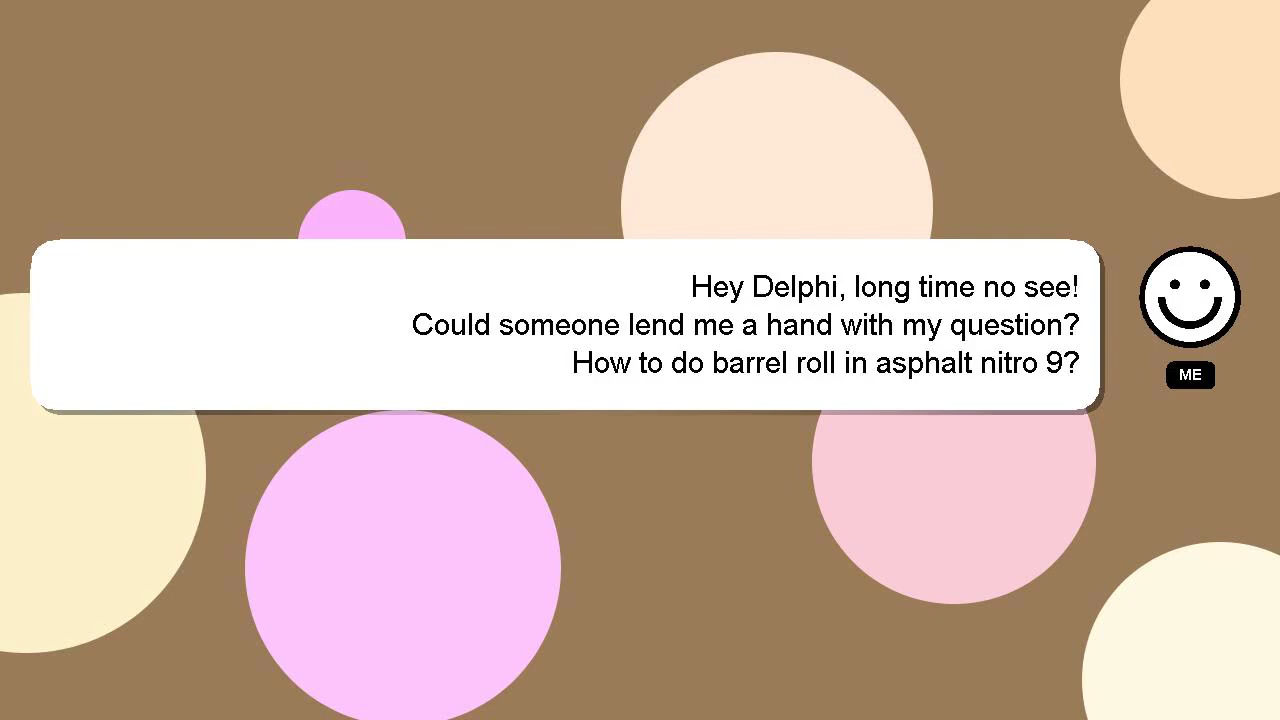 Hey Delphi, long time no see!
Could someone lend me a hand with my question?
How to do barrel roll in asphalt nitro 9?
ME